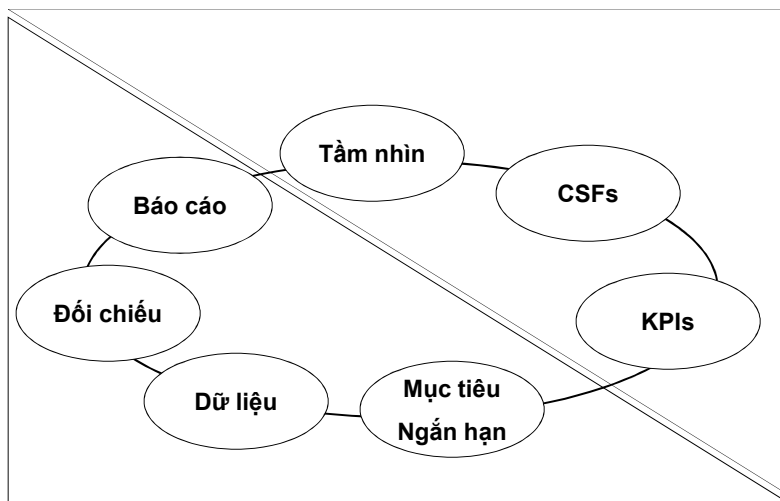 Tầm nhìn
CSFs
Báo cáo
KPIs
Đối chiếu
Dữ liệu
Mục tiêu
Ngắn hạn